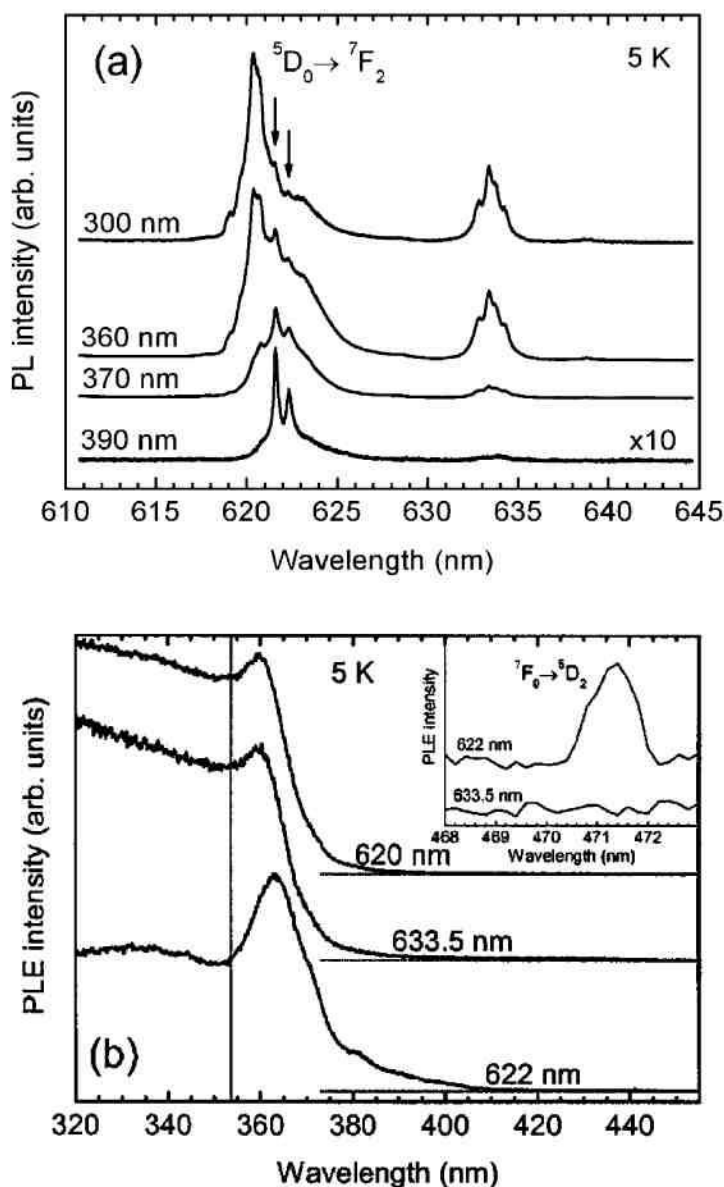 (a)
⁵D₀→ ⁷F₂
5 K
300 nm
360 nm
370 nm
390 nm
x10
PL intensity (arb. units)
610 615 620 625 630 635 640 645
Wavelength (nm)
5 K
⁷F₀→⁵D₂
PLE intensity
622 nm
633.5 nm
468 469 470 471 472
Wavelength (nm)
620 nm
633.5 nm
622 nm
(b)
PLE intensity (arb. units)
320 340 360 380 400 420 440
Wavelength (nm)